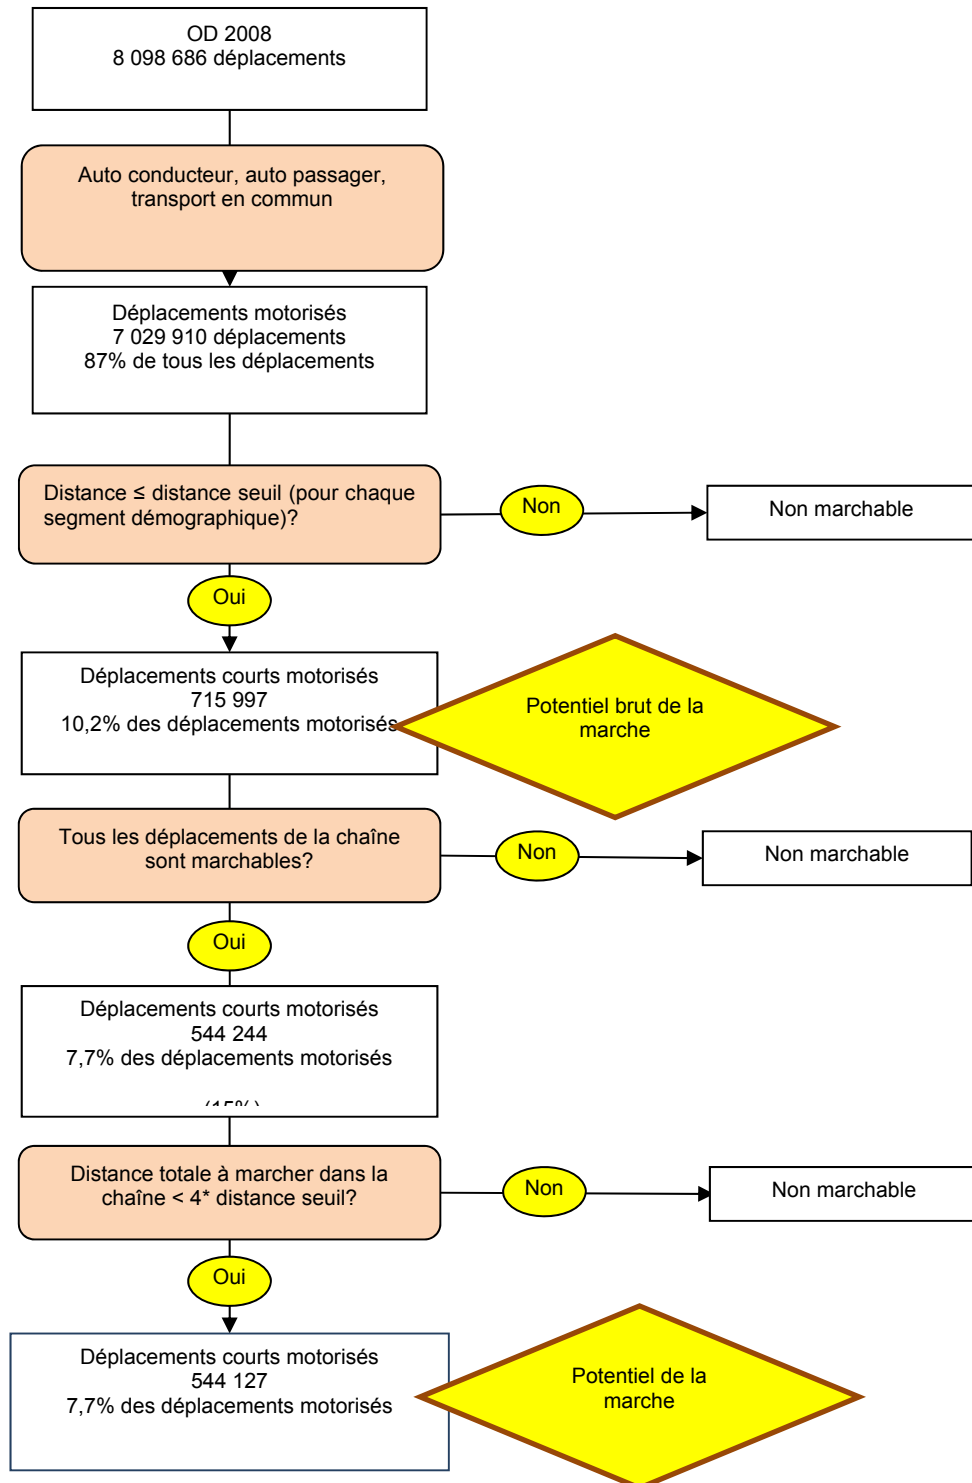 OD 2008
8 098 686 déplacements
Auto conducteur, auto passager,
transport en commun
Déplacements motorisés
7 029 910 déplacements
87% de tous les déplacements
Distance ≤ distance seuil (pour chaque
segment démographique)?
Non
Non marchable
Oui
Déplacements courts motorisés
715 997
10,2% des déplacements motorisés
Potentiel brut de la
marche
Tous les déplacements de la chaîne
sont marchables?
Non
Non marchable
Oui
Déplacements courts motorisés
544 244
7,7% des déplacements motorisés
Distance totale à marcher dans la
chaîne < 4* distance seuil?
Non
Non marchable
Oui
Déplacements courts motorisés
544 127
7,7% des déplacements motorisés
Potentiel de la
marche